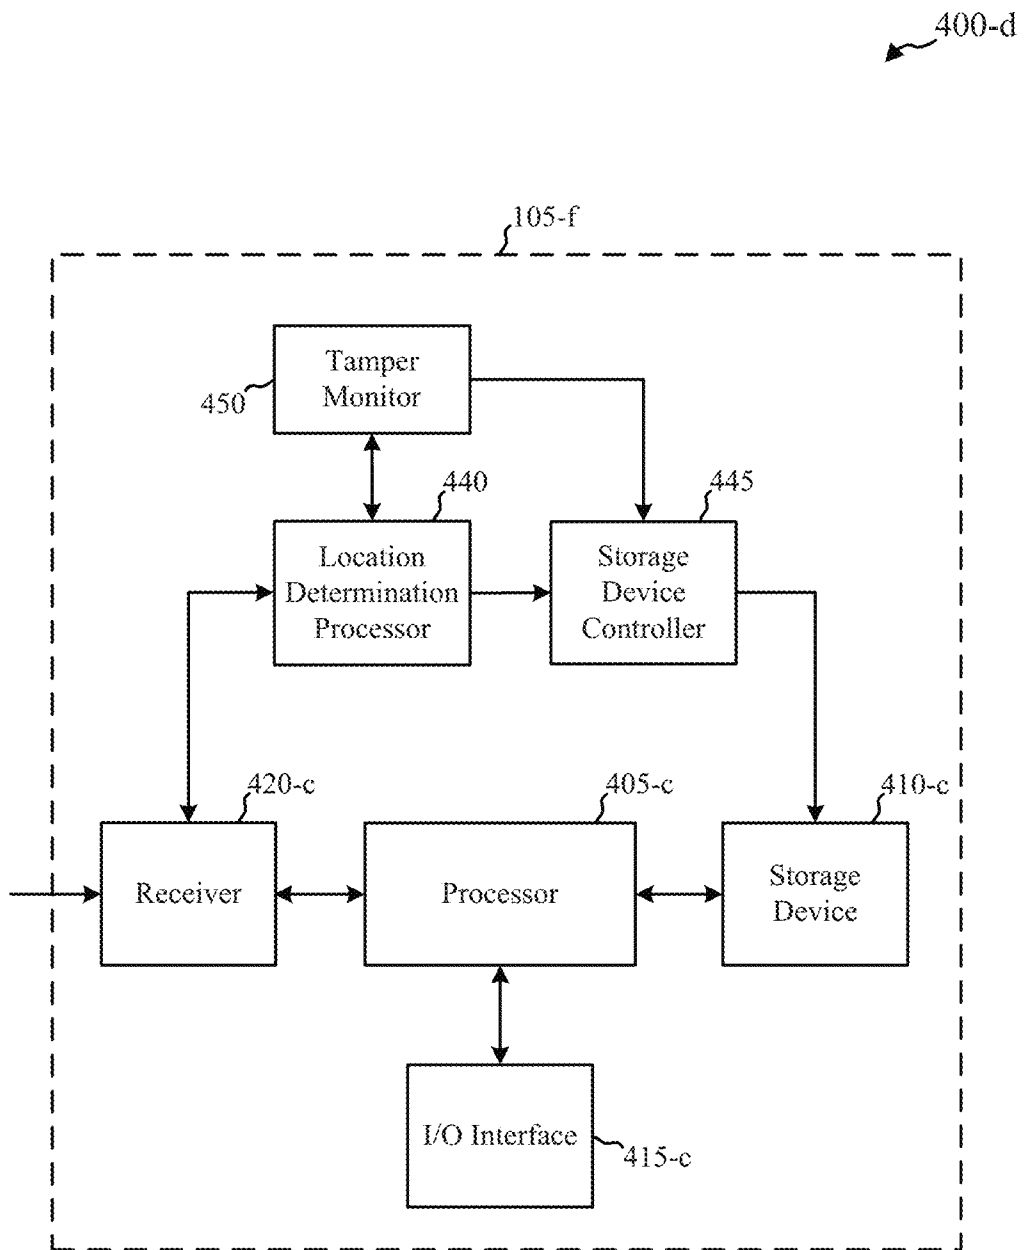 400-d
105-f
Tamper
Monitor
450
440
445
Location
Determination
Processor
Storage
Device
Controller
420-c
405-c
410-c
Receiver
Processor
Storage
Device
I/O Interface
415-c